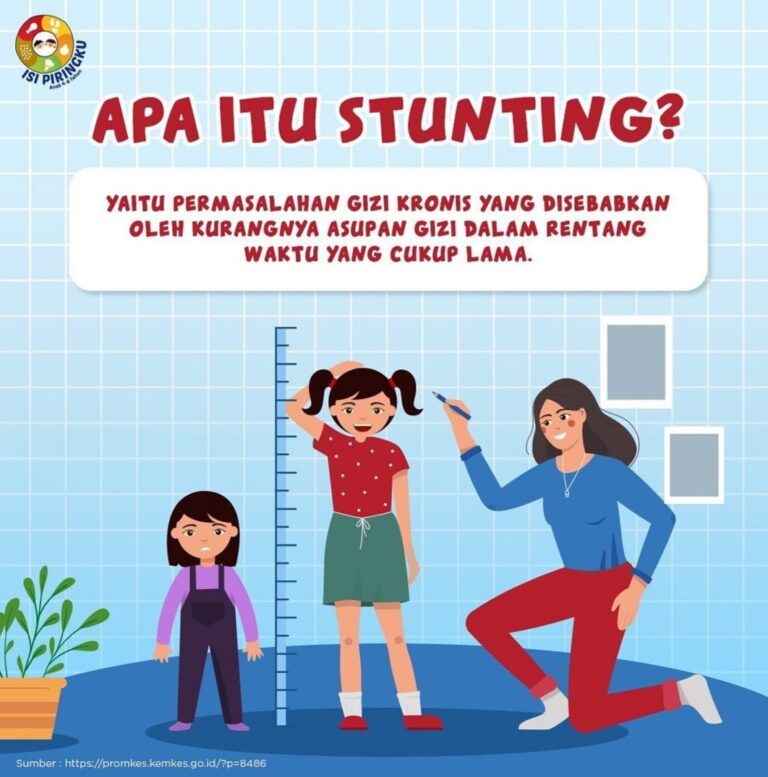 ISI PIRINGKU
APA ITU STUNTING?
YAITU PERMASALAHAN GIZI KRONIS YANG DISEBABKAN
OLEH KURANGNYA ASUPAN GIZI DALAM RENTANG
WAKTU YANG CUKUP LAMA.
Sumber : https://promkes.kemkes.go.id/?p=8486